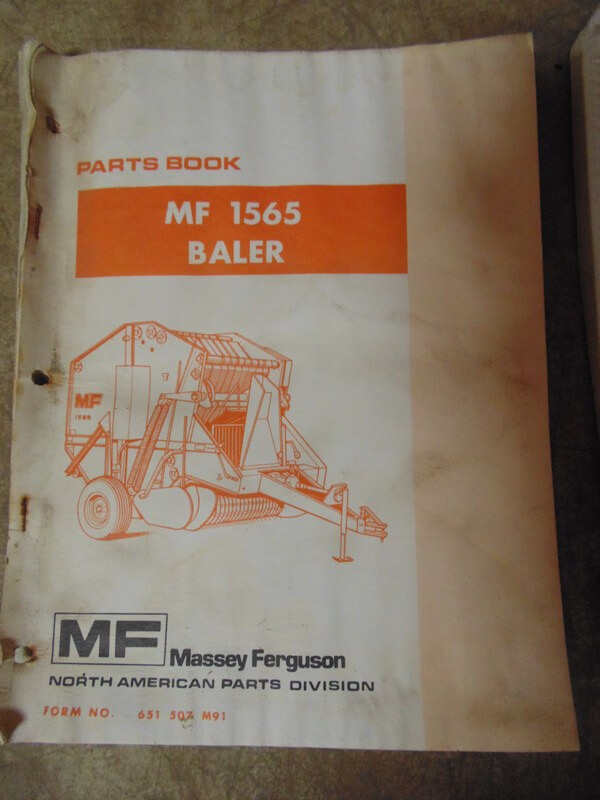 PARTS BOOK
MF 1565
BALER
MF
MF
Massey Ferguson
NORTH AMERICAN PARTS DIVISION
FORM NO. 651 507 M91